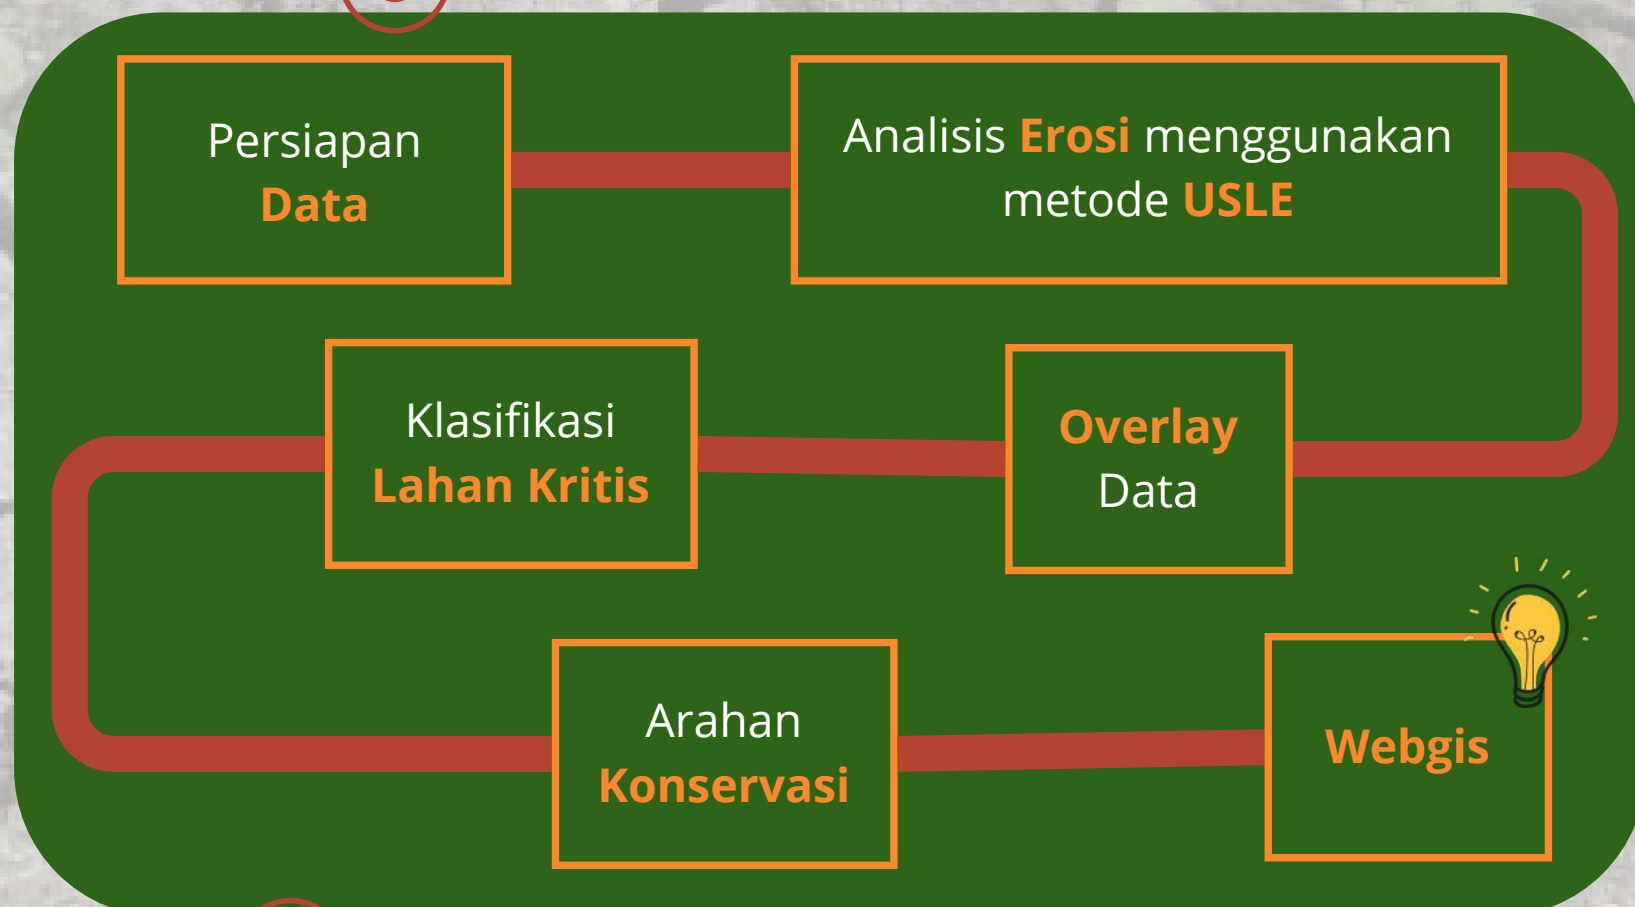 Persiapan
Data
Analisis Erosi menggunakan
metode USLE
Overlay
Data
Klasifikasi
Lahan Kritis
Arahan
Konservasi
Webgis